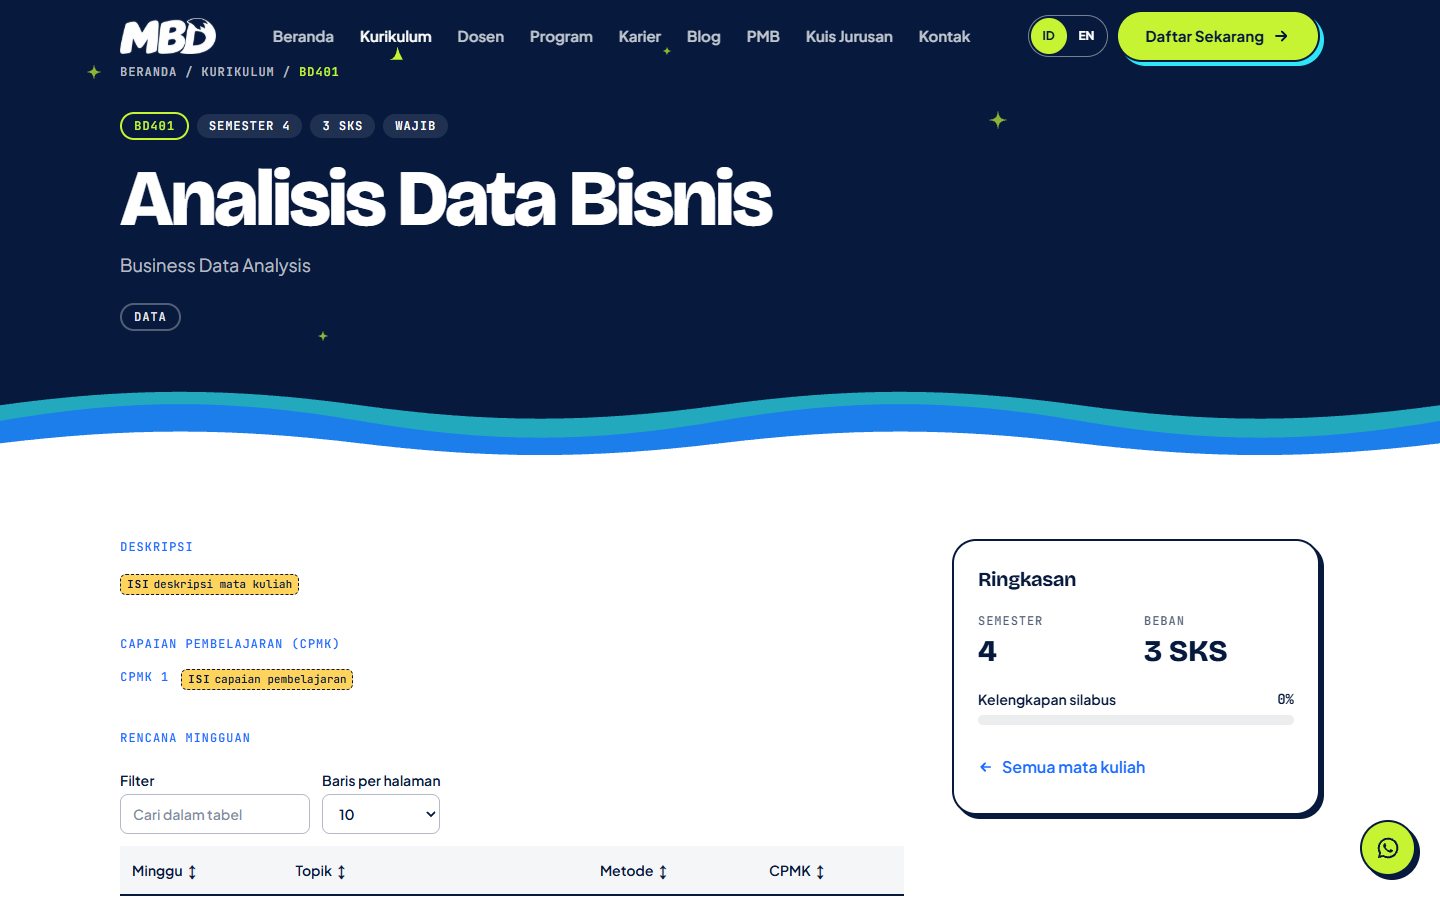 MBD
Beranda Kurikulum Dosen Program Karier Blog PMB Kuis Jurusan Kontak
ID EN
Daftar Sekarang →
BERANDA / KURIKULUM / BD401
BD401 SEMESTER 4 3 SKS WAJIB
Analisis Data Bisnis
Business Data Analysis
DATA
DESKRIPSI
ISI deskripsi mata kuliah
CAPAIAN PEMBELAJARAN (CPMK)
CPMK 1 ISI capaian pembelajaran
RENCANA MINGGUAN
Filter Baris per halaman
Cari dalam tabel 10
Minggu ↕ Topik ↕ Metode ↕ CPMK ↕
Ringkasan
SEMESTER BEBAN
4 3 SKS
Kelengkapan silabus 0%
← Semua mata kuliah